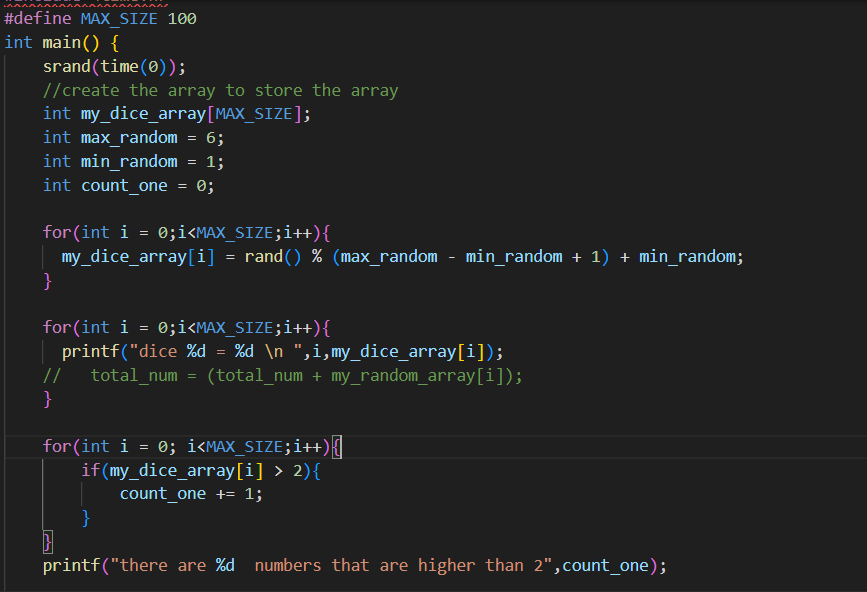 #define MAX_SIZE 100
int main() {
    srand(time(0));
    //create the array to store the array
    int my_dice_array[MAX_SIZE];
    int max_random = 6;
    int min_random = 1;
    int count_one = 0;

    for(int i = 0;i<MAX_SIZE;i++){
      my_dice_array[i] = rand() % (max_random - min_random + 1) + min_random;
    }

    for(int i = 0;i<MAX_SIZE;i++){
      printf("dice %d = %d \n ",i,my_dice_array[i]);
    //   total_num = (total_num + my_random_array[i]);
    }

    for(int i = 0; i<MAX_SIZE;i++){
        if(my_dice_array[i] > 2){
            count_one += 1;
        }
    }
    printf("there are %d  numbers that are higher than 2",count_one);